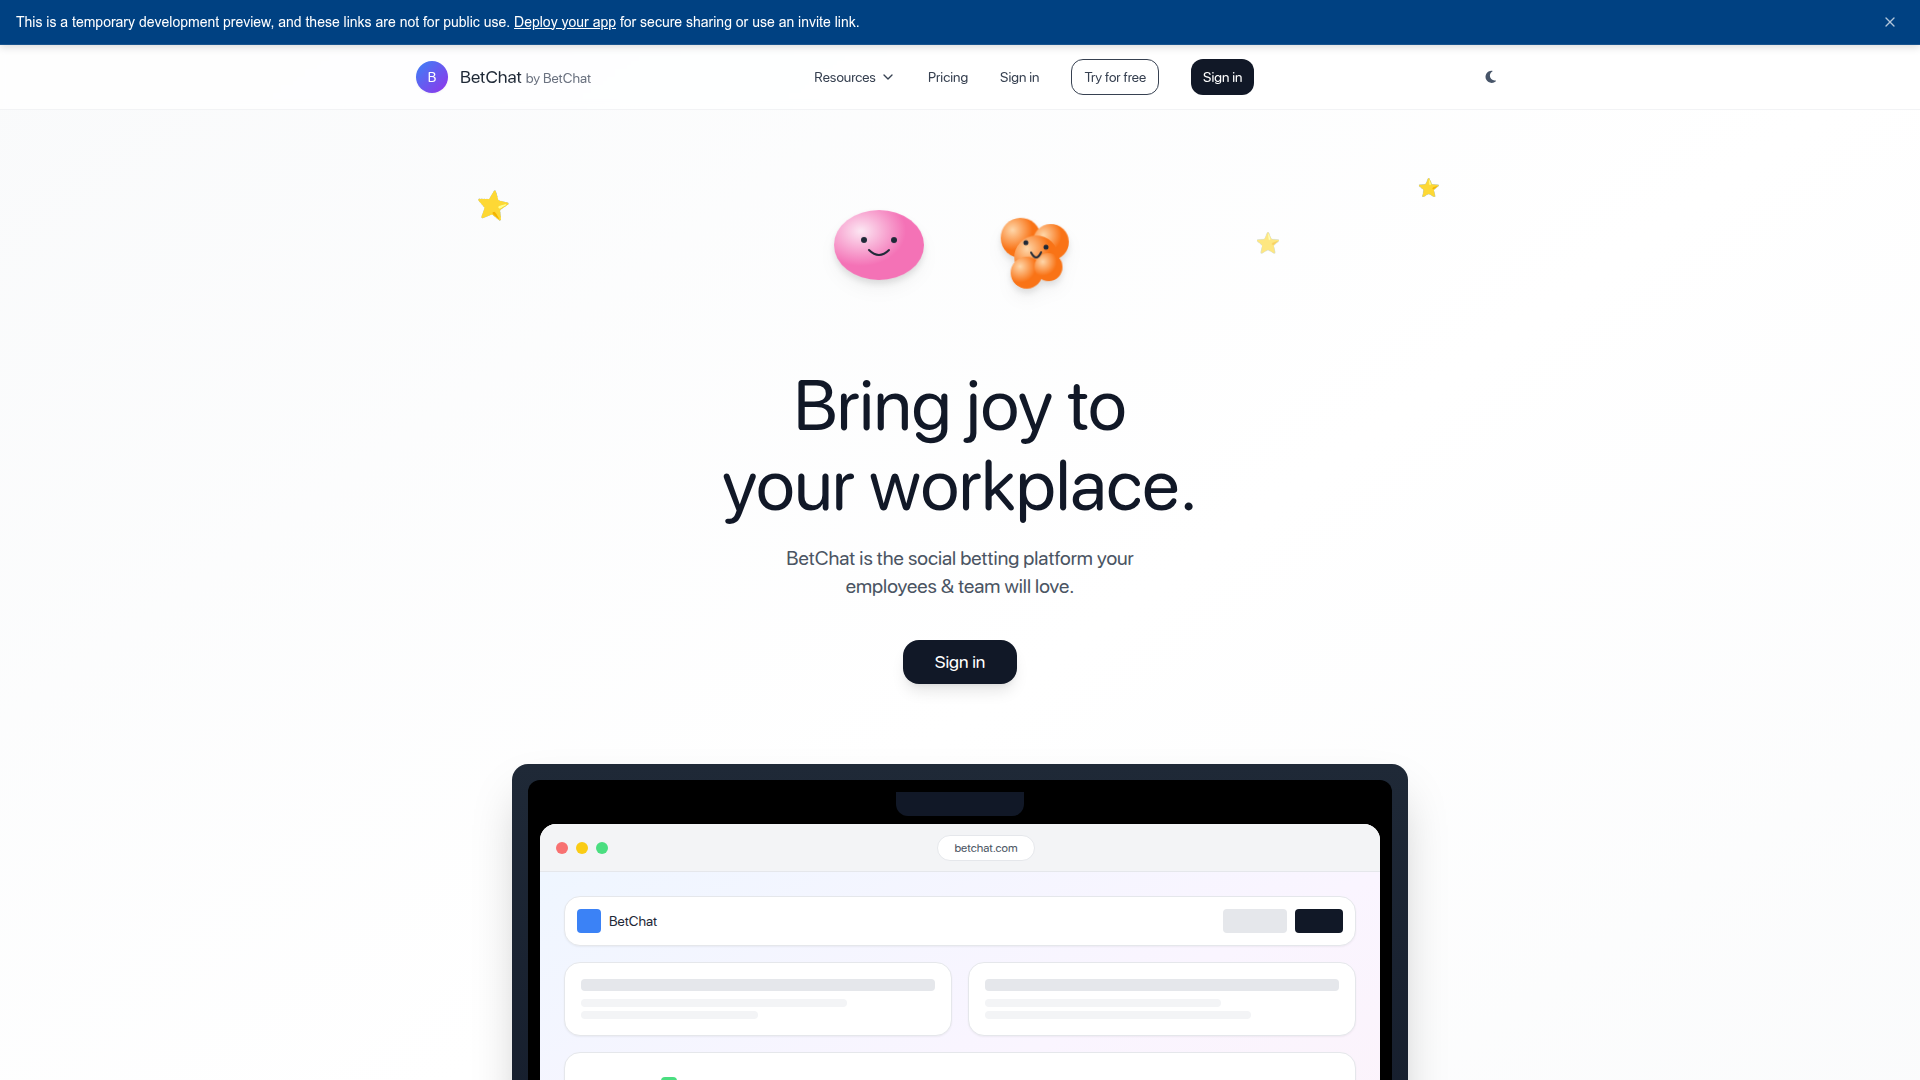 This is a temporary development preview, and these links are not for public use. Deploy your app for secure sharing or use an invite link.
B BetChat by BetChat
Resources Pricing Sign in Try for free Sign in
Bring joy to
your workplace.
BetChat is the social betting platform your
employees & team will love.
Sign in
betchat.com
BetChat